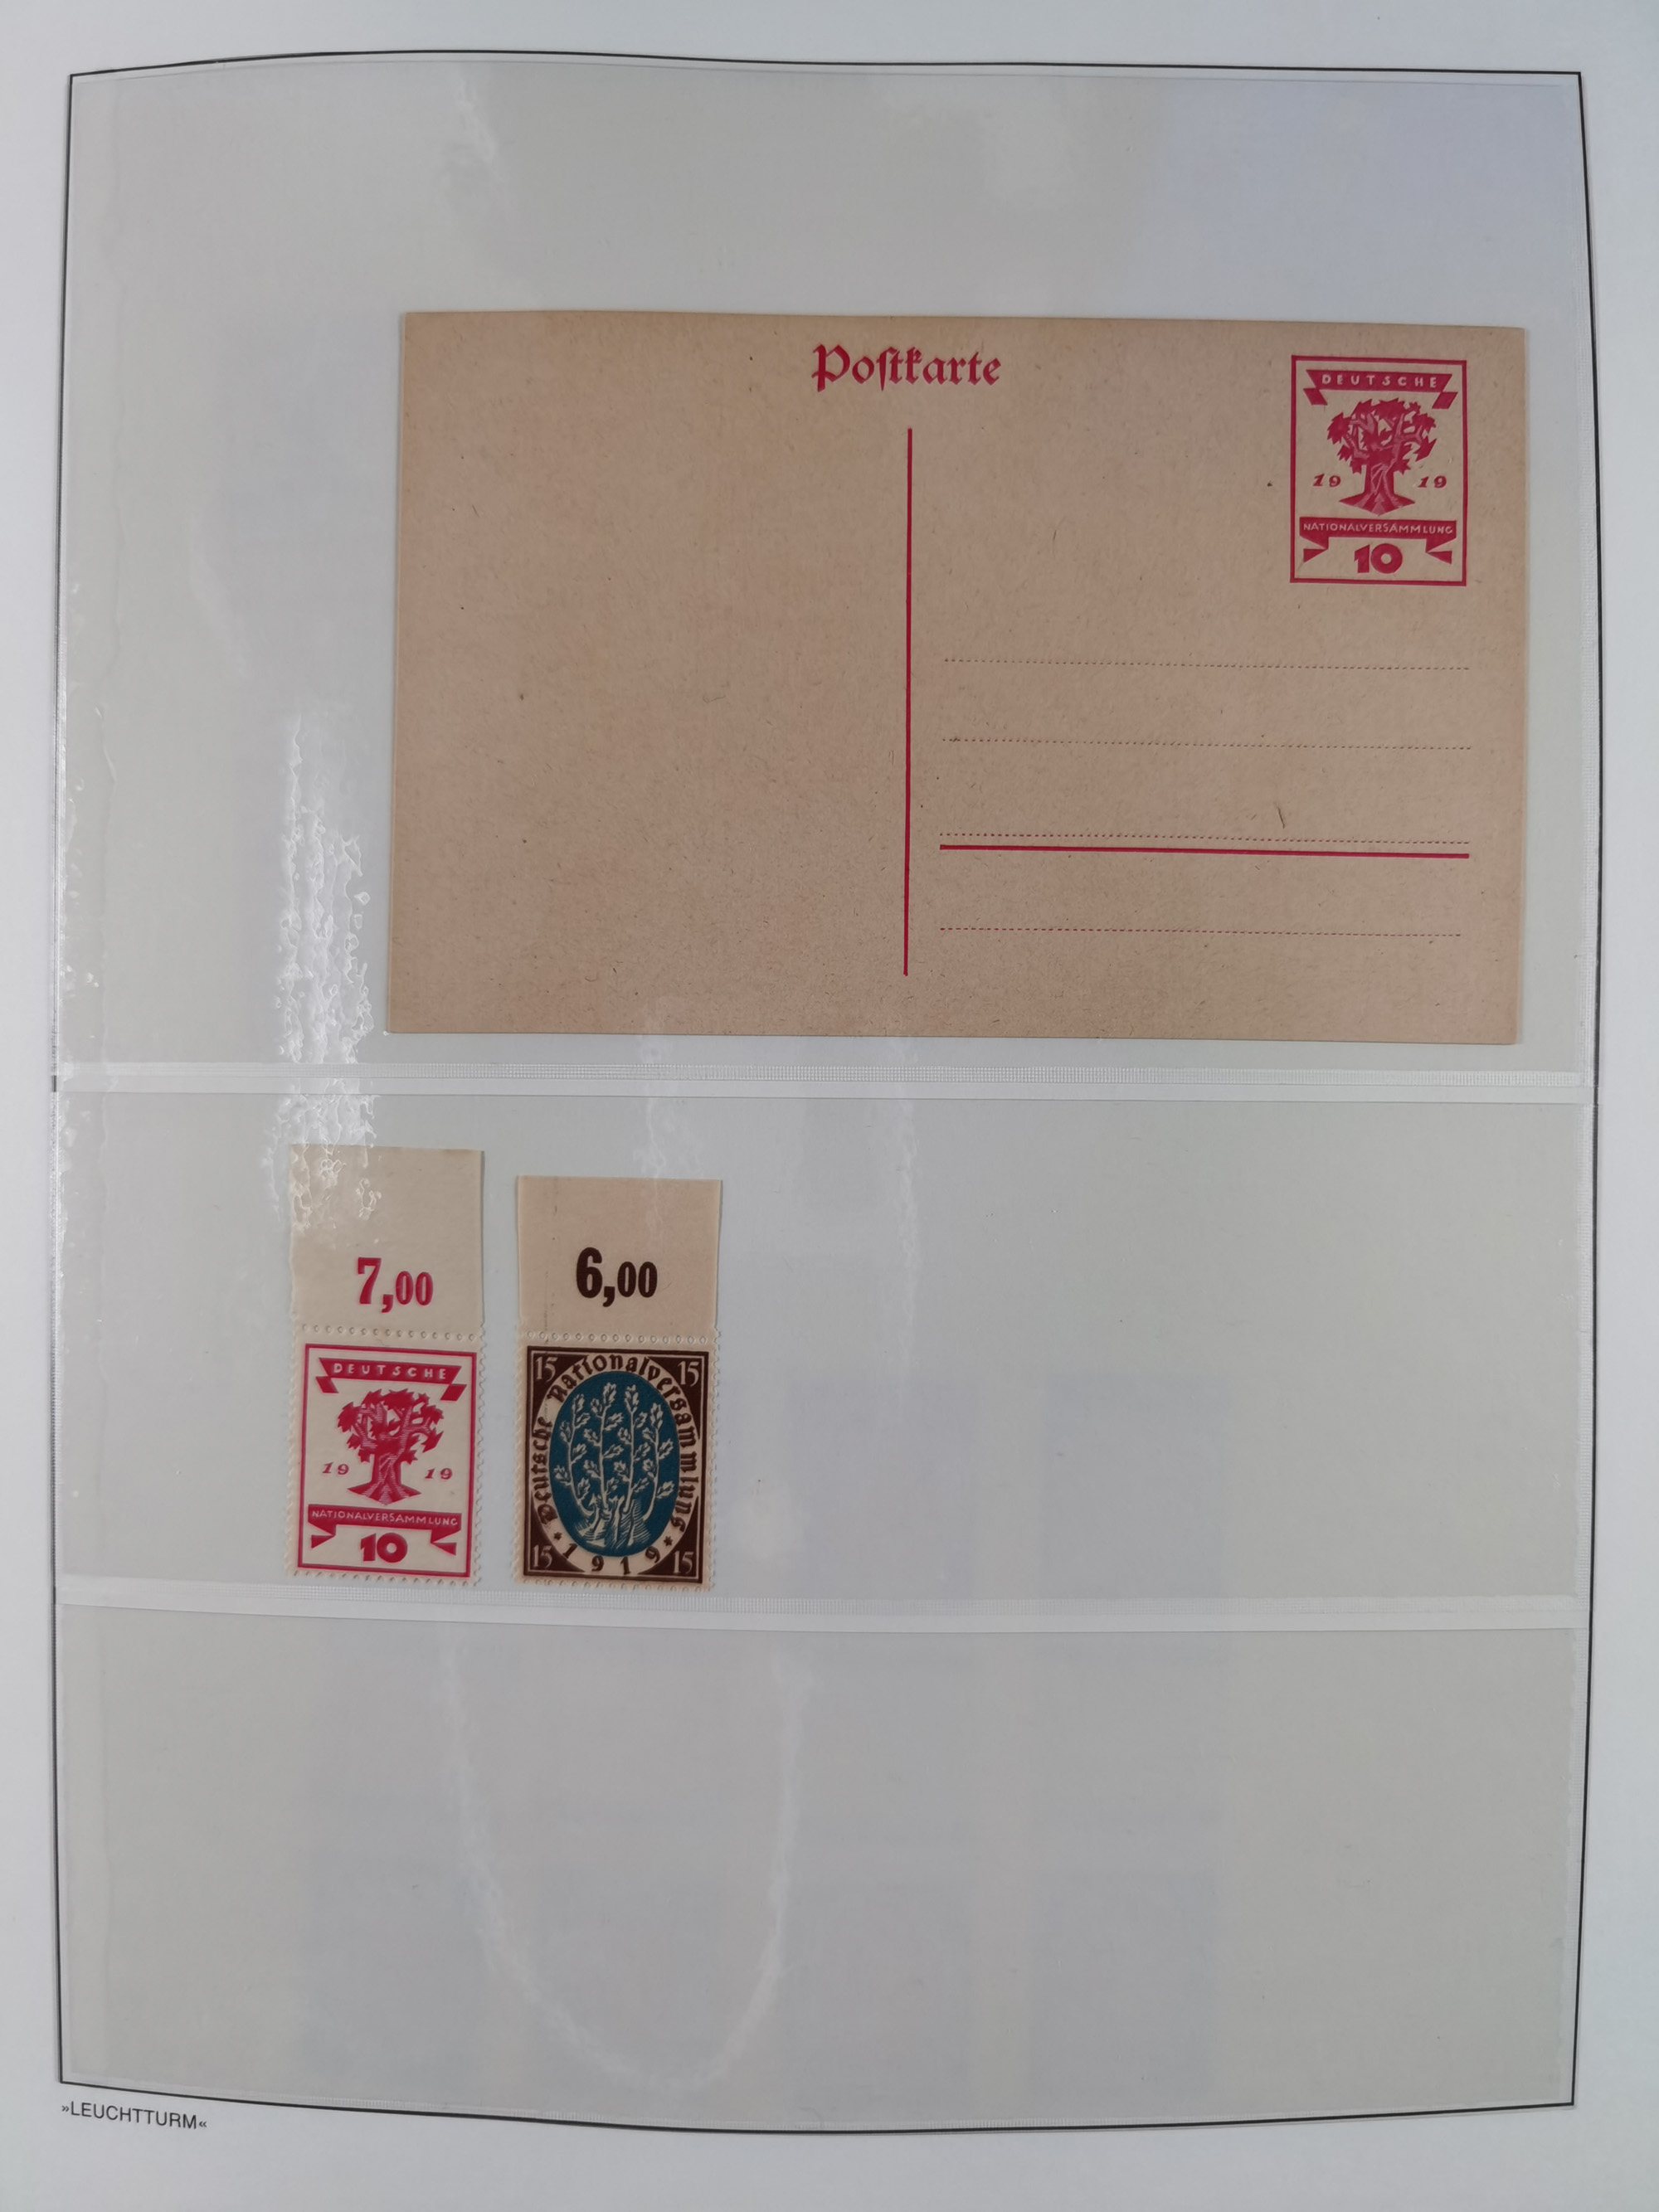 Poſtkarte
DEUTSCHE
19 19
NATIONALVERSAMMLUNG
10
7,00
DEUTSCHE
19 19
NATIONALVERSAMMLUNG
10
6,00
15 15
Deutsche Nationalversammlung
* 1919 *
15 15
»LEUCHTTURM«